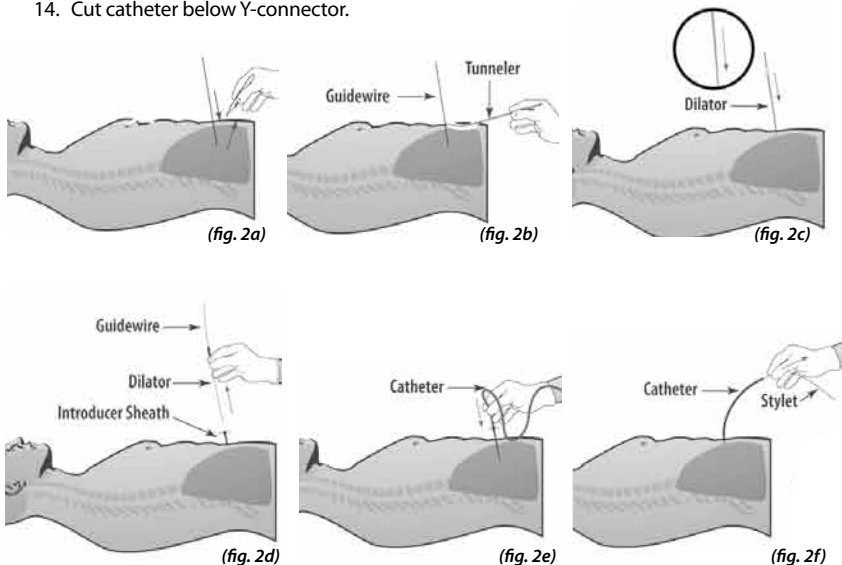 14. Cut catheter below Y-connector.
Guidewire
Tunneler
Dilator
(fig. 2a)
(fig. 2b)
(fig. 2c)
Guidewire
Dilator
Introducer Sheath
Catheter
Catheter
Stylet
(fig. 2d)
(fig. 2e)
(fig. 2f)